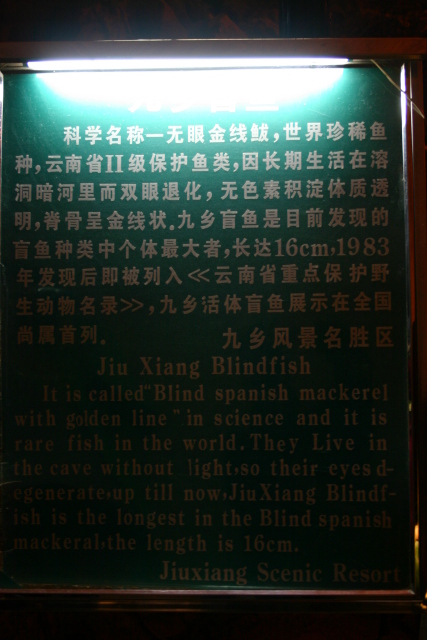 九乡盲鱼
科学名称—无眼金线鲅，世界珍稀鱼
种，云南省II级保护鱼类，因长期生活在溶
洞暗河里而双眼退化，无色素积淀体质透
明，脊骨呈金线状。九乡盲鱼是目前发现的
盲鱼种类中个体最大者，长达16cm，1983
年发现后即被列入<<云南省重点保护野
生动物名录>>，九乡活体盲鱼展示在全国
尚属首列。
九乡风景名胜区
Jiu Xiang Blindfish
It is called"Blind spanish mackerel
with golden line".in science and it is
rare fish in the world.They Live in
the cave without light,so their eyes d-
egenerate,up till now,JiuXiang Blindf-
ish is the longest in the Blind spanish
mackeral,the length is 16cm.
Jiuxiang Scenic Resort